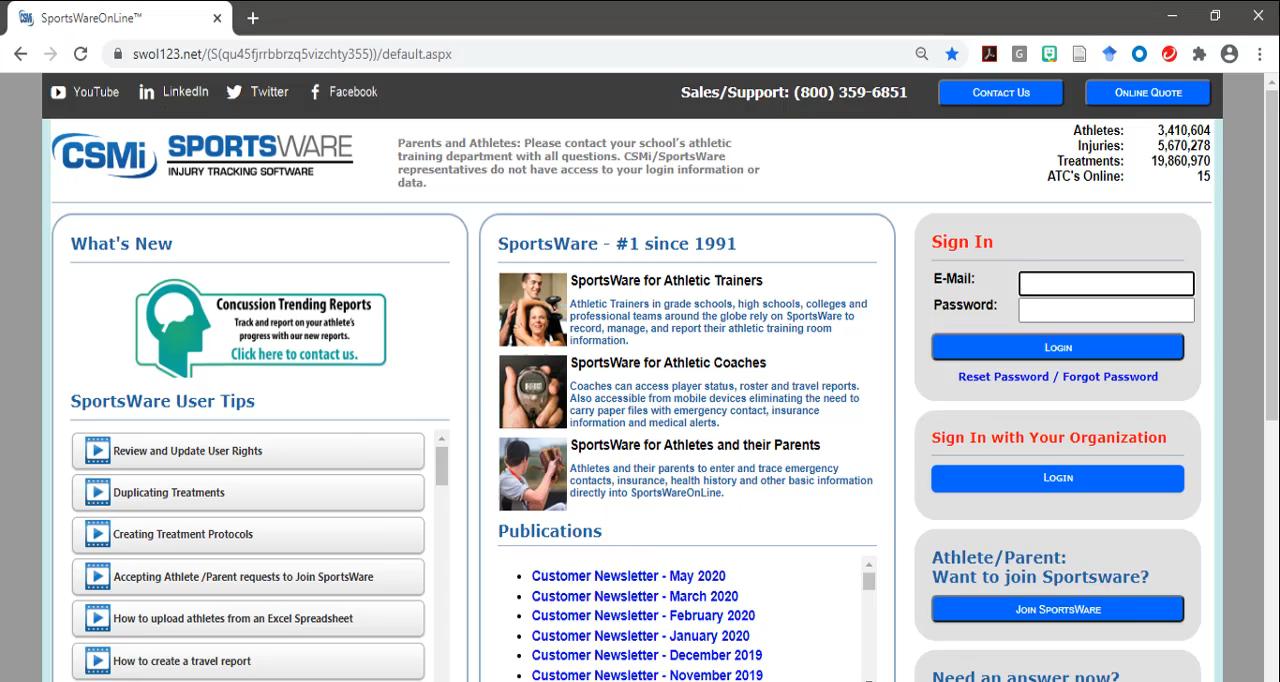 CSMi SportsWareOnLine™
swol123.net/(S(qu45fjrrbbrzq5vizchty355))/default.aspx
YouTube LinkedIn Twitter Facebook
Sales/Support: (800) 359-6851
CONTACT US
ONLINE QUOTE
CSMi SPORTSWARE
INJURY TRACKING SOFTWARE
Parents and Athletes: Please contact your school's athletic
training department with all questions. CSMi/SportsWare
representatives do not have access to your login information or
data.
Athletes: 3,410,604
Injuries: 5,670,278
Treatments: 19,860,970
ATC's Online: 15
What's New
Concussion Trending Reports
Track and report on your athlete's
progress with our new reports.
Click here to contact us.
SportsWare User Tips
Review and Update User Rights
Duplicating Treatments
Creating Treatment Protocols
Accepting Athlete /Parent requests to Join SportsWare
How to upload athletes from an Excel Spreadsheet
How to create a travel report
SportsWare - #1 since 1991
SportsWare for Athletic Trainers
Athletic Trainers in grade schools, high schools, colleges and
professional teams around the globe rely on SportsWare to
record, manage, and report their athletic training room
information.
SportsWare for Athletic Coaches
Coaches can access player status, roster and travel reports.
Also accessible from mobile devices eliminating the need to
carry paper files with emergency contact, insurance
information and medical alerts.
SportsWare for Athletes and their Parents
Athletes and their parents to enter and trace emergency
contacts, insurance, health history and other basic information
directly into SportsWareOnLine.
Publications
Customer Newsletter - May 2020
Customer Newsletter - March 2020
Customer Newsletter - February 2020
Customer Newsletter - January 2020
Customer Newsletter - December 2019
Customer Newsletter - November 2019
Sign In
E-Mail:
Password:
LOGIN
Reset Password / Forgot Password
Sign In with Your Organization
LOGIN
Athlete/Parent:
Want to join Sportsware?
JOIN SPORTSWARE
Need an answer now?